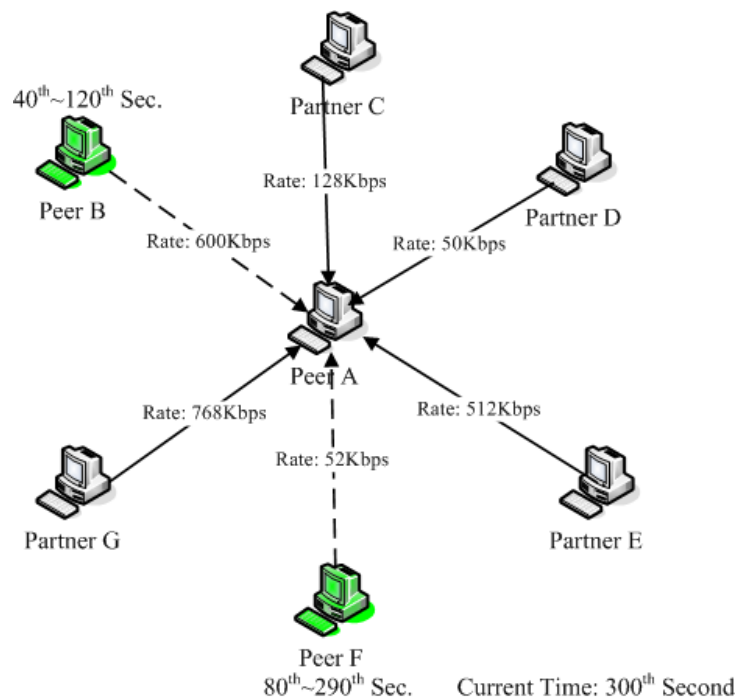 40th~120th Sec.
Partner C
Peer B
Rate: 128Kbps
Partner D
Rate: 600Kbps
Rate: 50Kbps
Peer A
Rate: 768Kbps
Rate: 512Kbps
Rate: 52Kbps
Partner G
Partner E
Peer F
80th~290th Sec.
Current Time: 300th Second